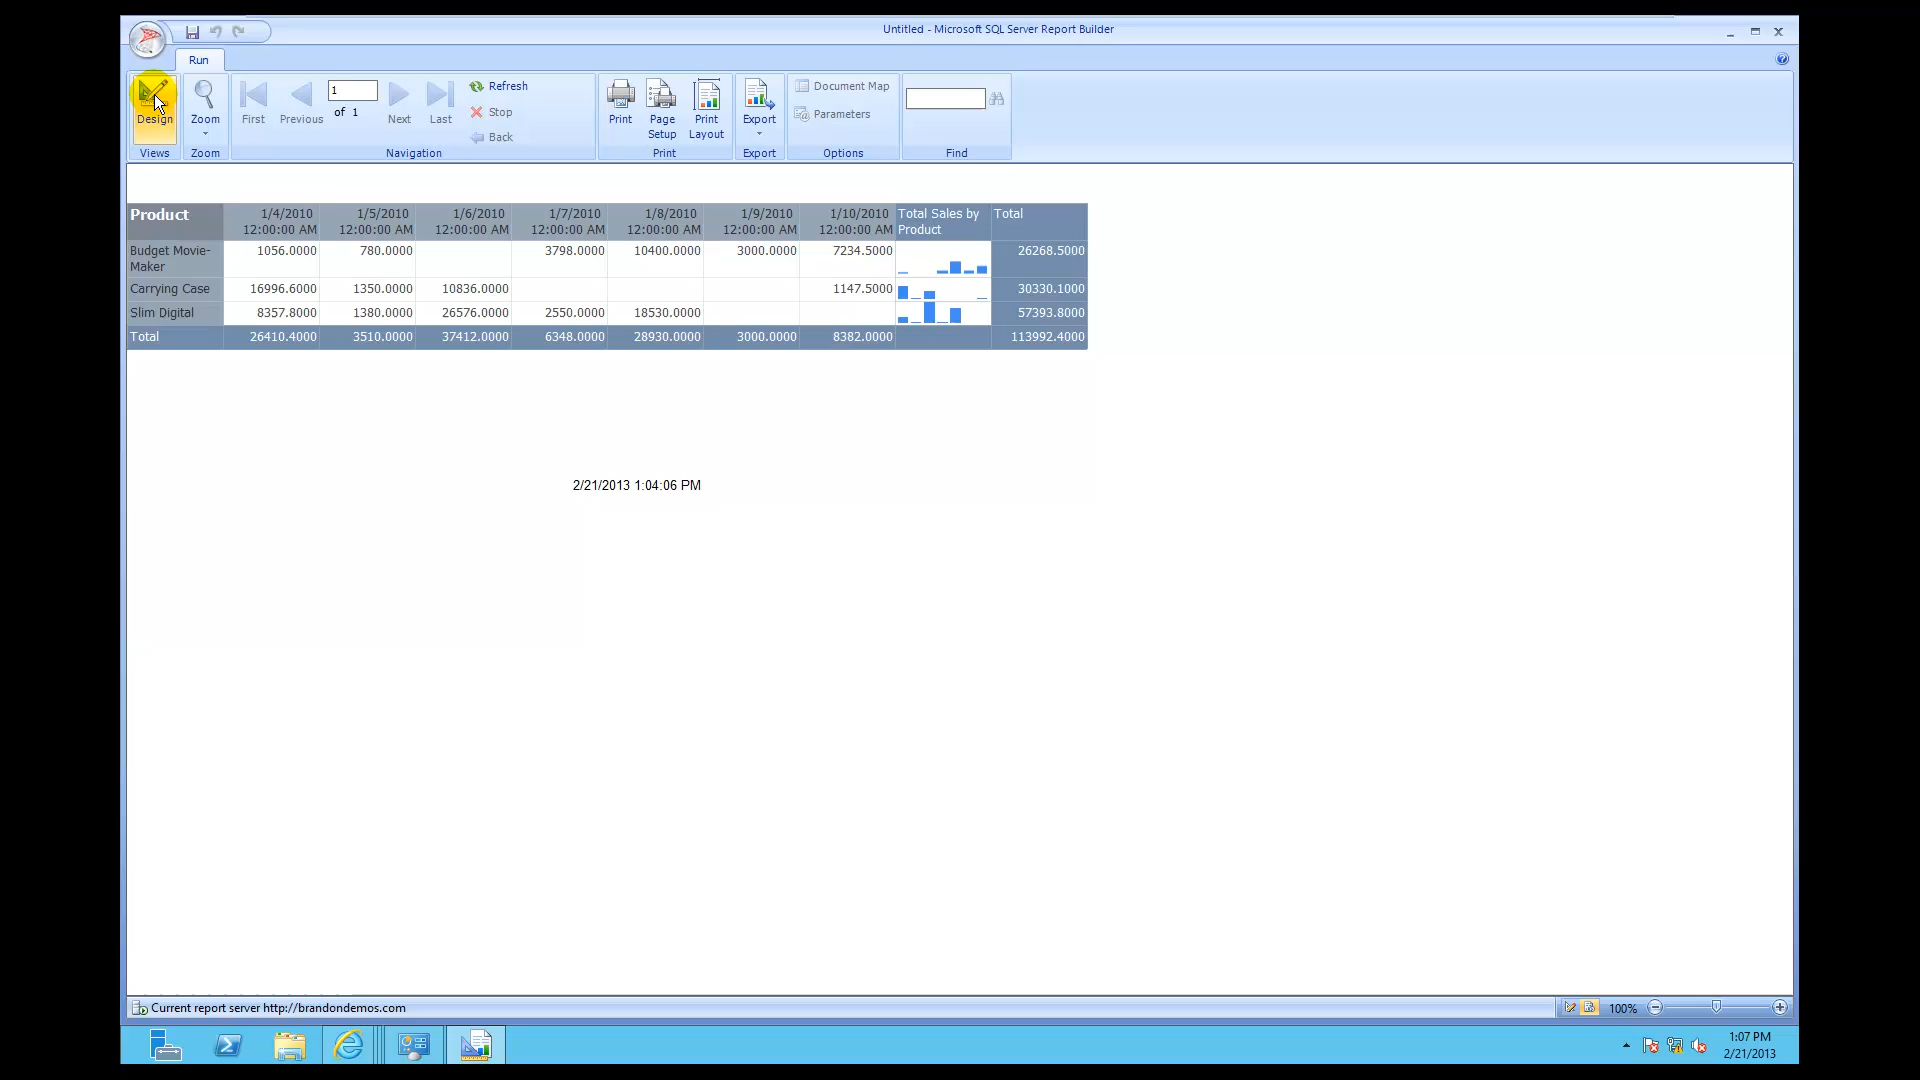 Untitled - Microsoft SQL Server Report Builder
Run
Design
Views
Zoom
Zoom
First
Previous
1
of 1
Next
Last
Refresh
Stop
Back
Navigation
Print
Page
Setup
Print
Layout
Print
Export
Export
Document Map
Parameters
Options
Find
Product 1/4/2010 12:00:00 AM 1/5/2010 12:00:00 AM 1/6/2010 12:00:00 AM 1/7/2010 12:00:00 AM 1/8/2010 12:00:00 AM 1/9/2010 12:00:00 AM 1/10/2010 12:00:00 AM Total Sales by Product Total
Budget Movie-Maker 1056.0000 780.0000 3798.0000 10400.0000 3000.0000 7234.5000 26268.5000
Carrying Case 16996.6000 1350.0000 10836.0000 1147.5000 30330.1000
Slim Digital 8357.8000 1380.0000 26576.0000 2550.0000 18530.0000 57393.8000
Total 26410.4000 3510.0000 37412.0000 6348.0000 28930.0000 3000.0000 8382.0000 113992.4000
2/21/2013 1:04:06 PM
Current report server http://brandondemos.com
100%
1:07 PM
2/21/2013